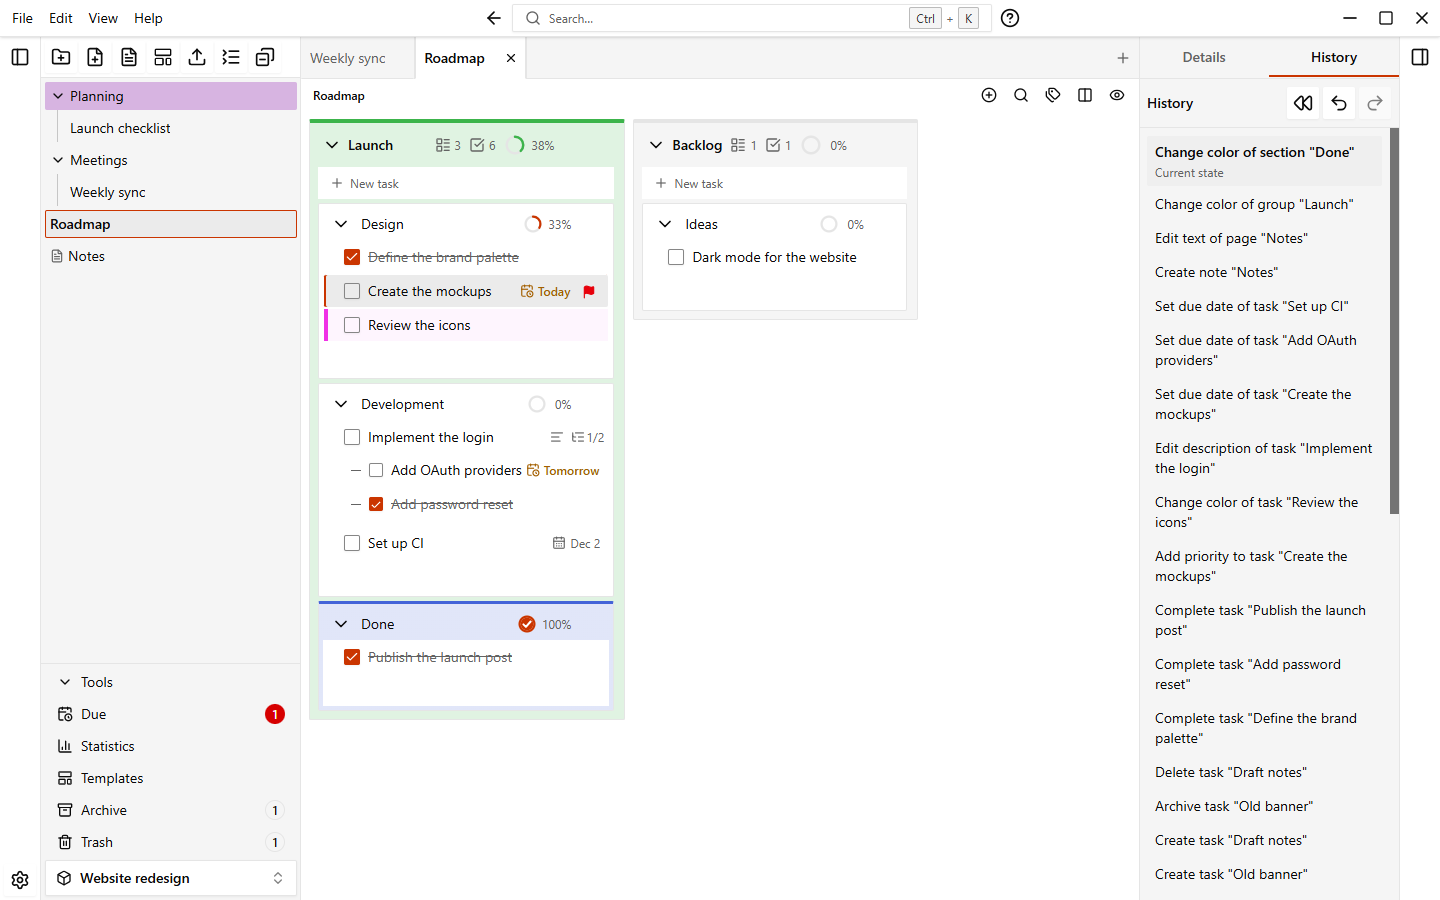 File Edit View Help
Search... Ctrl + K
Weekly sync
Roadmap
Details
History
Planning
Launch checklist
Meetings
Weekly sync
Roadmap
Notes
Tools
Due 1
Statistics
Templates
Archive 1
Trash 1
Website redesign
Roadmap
Launch 3 6 38%
New task
Design 33%
Define the brand palette
Create the mockups Today
Review the icons
Development 0%
Implement the login 1/2
Add OAuth providers Tomorrow
Add password reset
Set up CI Dec 2
Done 100%
Publish the launch post
Backlog 1 1 0%
New task
Ideas 0%
Dark mode for the website
History
Change color of section "Done"
Current state
Change color of group "Launch"
Edit text of page "Notes"
Create note "Notes"
Set due date of task "Set up CI"
Set due date of task "Add OAuth
providers"
Set due date of task "Create the
mockups"
Edit description of task "Implement
the login"
Change color of task "Review the
icons"
Add priority to task "Create the
mockups"
Complete task "Publish the launch
post"
Complete task "Add password
reset"
Complete task "Define the brand
palette"
Delete task "Draft notes"
Archive task "Old banner"
Create task "Draft notes"
Create task "Old banner"